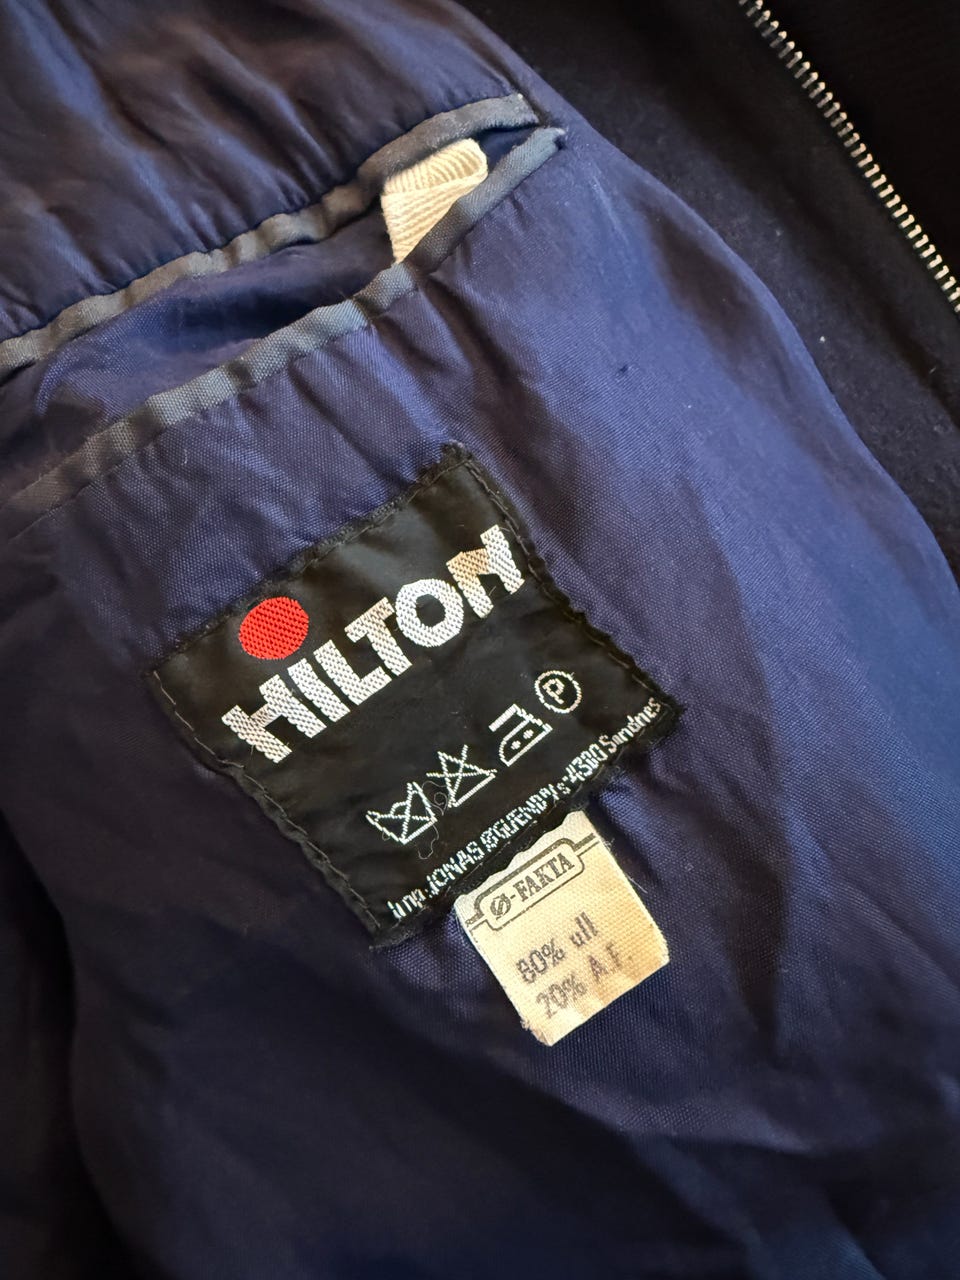 HILTON
P
Imp. JONAS ØGLÆND A/s-4300 Sandnes
Ø-FAKTA
80% ull
20% A.F.